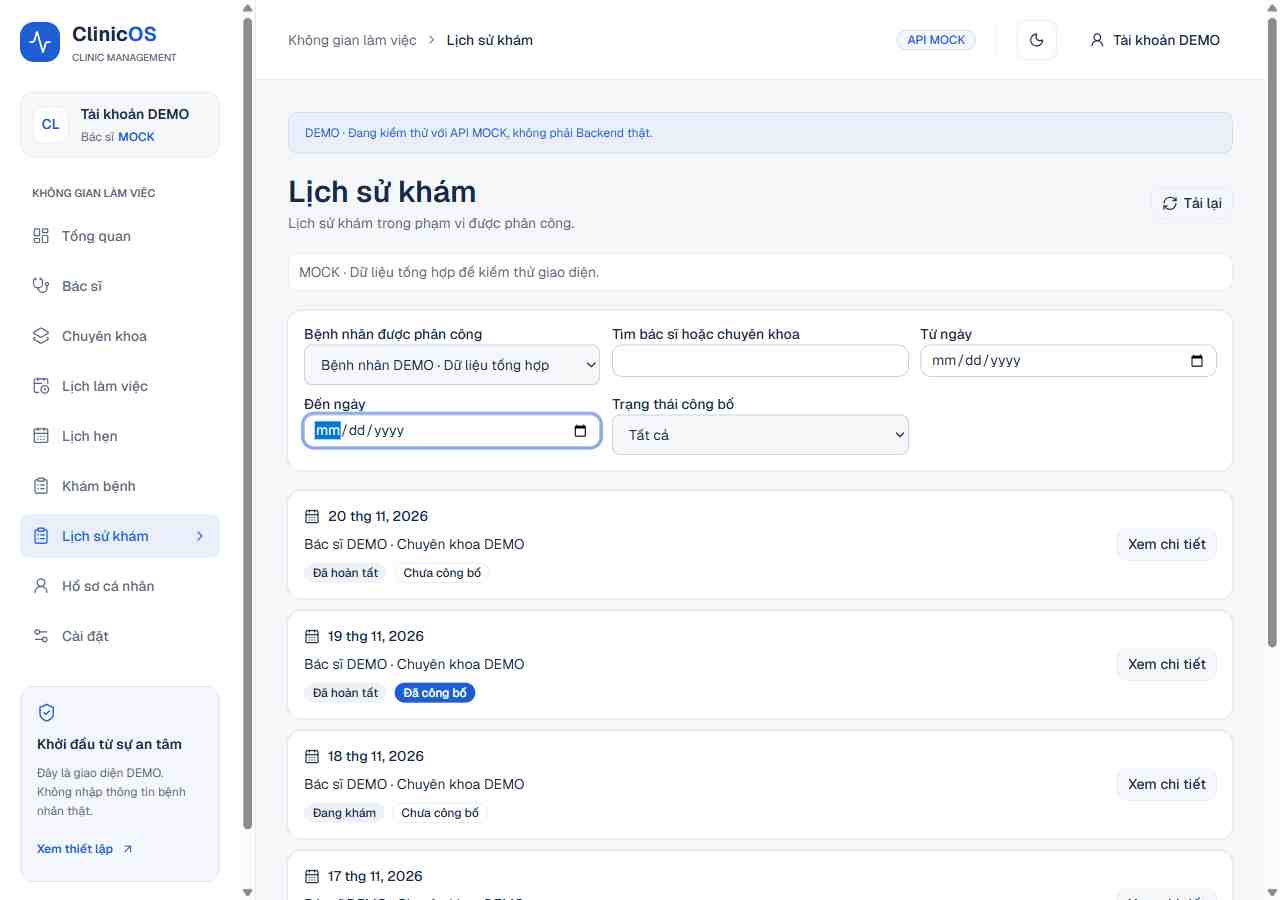 ClinicOS
CLINIC MANAGEMENT
CL
Tài khoản DEMO
Bác sĩ MOCK
KHÔNG GIAN LÀM VIỆC
Tổng quan
Bác sĩ
Chuyên khoa
Lịch làm việc
Lịch hẹn
Khám bệnh
Lịch sử khám
Hồ sơ cá nhân
Cài đặt
Khởi đầu từ sự an tâm
Đây là giao diện DEMO.
Không nhập thông tin bệnh
nhân thật.
Xem thiết lập
Không gian làm việc
Lịch sử khám
API MOCK
Tài khoản DEMO
DEMO · Đang kiểm thử với API MOCK, không phải Backend thật.
Lịch sử khám
Lịch sử khám trong phạm vi được phân công.
Tải lại
MOCK · Dữ liệu tổng hợp để kiểm thử giao diện.
Bệnh nhân được phân công
Bệnh nhân DEMO · Dữ liệu tổng hợp
Tìm bác sĩ hoặc chuyên khoa
Từ ngày
mm/dd/yyyy
Đến ngày
mm/dd/yyyy
Trạng thái công bố
Tất cả
20 thg 11, 2026
Bác sĩ DEMO · Chuyên khoa DEMO
Đã hoàn tất
Chưa công bố
Xem chi tiết
19 thg 11, 2026
Bác sĩ DEMO · Chuyên khoa DEMO
Đã hoàn tất
Đã công bố
Xem chi tiết
18 thg 11, 2026
Bác sĩ DEMO · Chuyên khoa DEMO
Đang khám
Chưa công bố
Xem chi tiết
17 thg 11, 2026